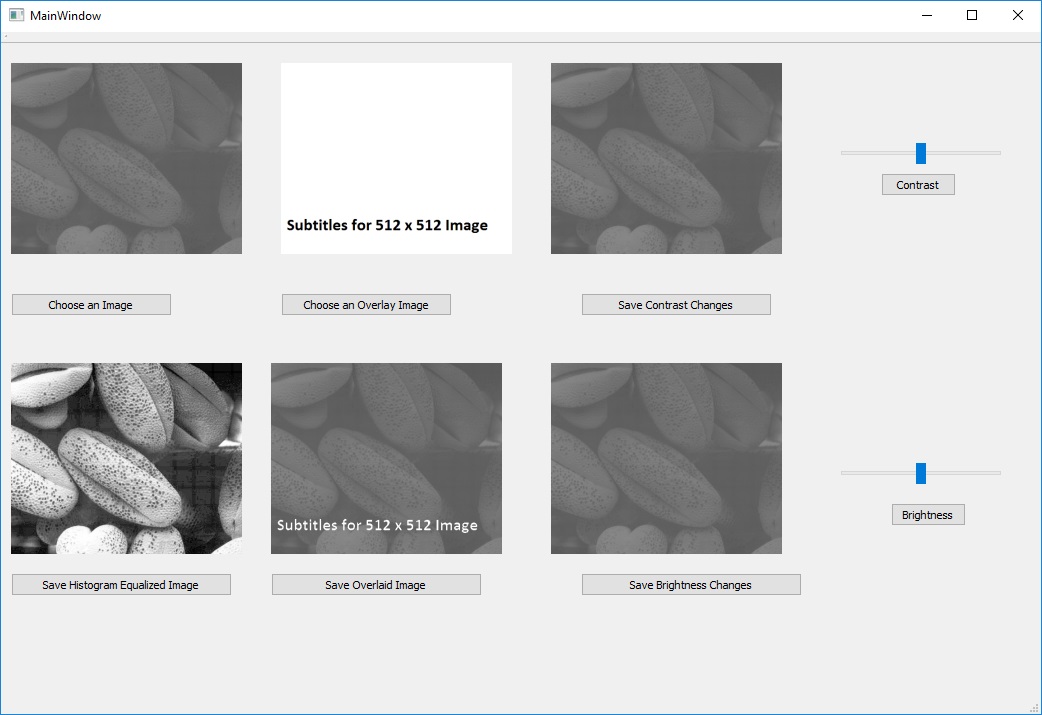 MainWindow
Subtitles for 512 x 512 Image
Contrast
Choose an Image
Choose an Overlay Image
Save Contrast Changes
Subtitles for 512 x 512 Image
Brightness
Save Histogram Equalized Image
Save Overlaid Image
Save Brightness Changes